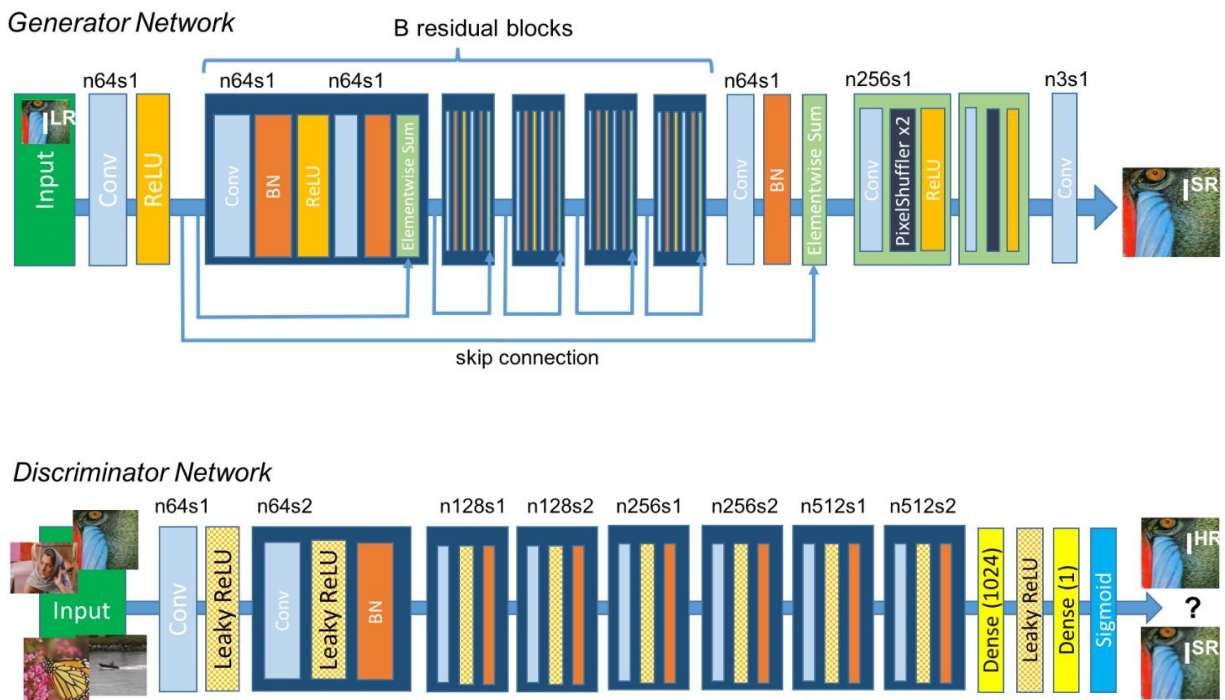 Generator Network
B residual blocks
n64s1
n64s1
n64s1
n64s1
n256s1
n3s1
Input
I^LR
Conv
ReLU
Conv
BN
ReLU
Elementwise Sum
Conv
BN
Elementwise Sum
Conv
PixelShuffler x2
ReLU
Conv
I^SR
skip connection
Discriminator Network
n64s1
n64s2
n128s1
n128s2
n256s1
n256s2
n512s1
n512s2
Input
Conv
Leaky ReLU
Conv
Leaky ReLU
BN
Dense (1024)
Leaky ReLU
Dense (1)
Sigmoid
I^HR
?
I^SR